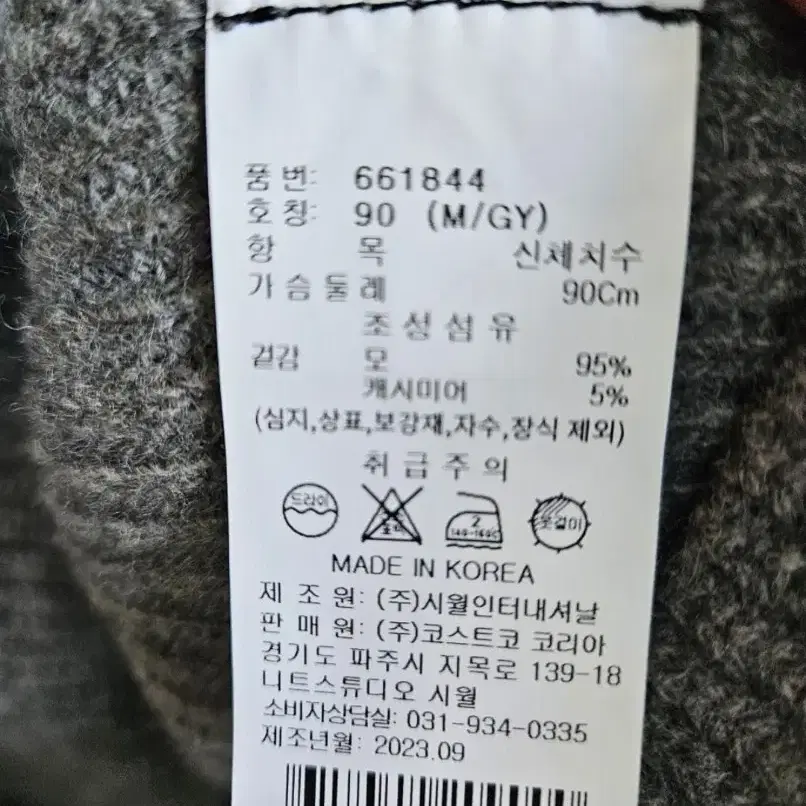 품 번: 661844
호 칭: 90 (M/GY)
항 목 신체치수
가 슴 둘 레 90Cm
조 성 섬 유
겉감 모 95%
캐시미어 5%
(심지,상표,보강재,자수,장식 제외)
취 급 주 의
드라이 2 140-160℃ 옷걸이
MADE IN KOREA
제 조 원: (주)시월인터내셔날
판 매 원: (주)코스트코 코리아
경기도 파주시 지목로 139-18
니트스튜디오 시월
소비자상담실: 031-934-0335
제조년월: 2023.09